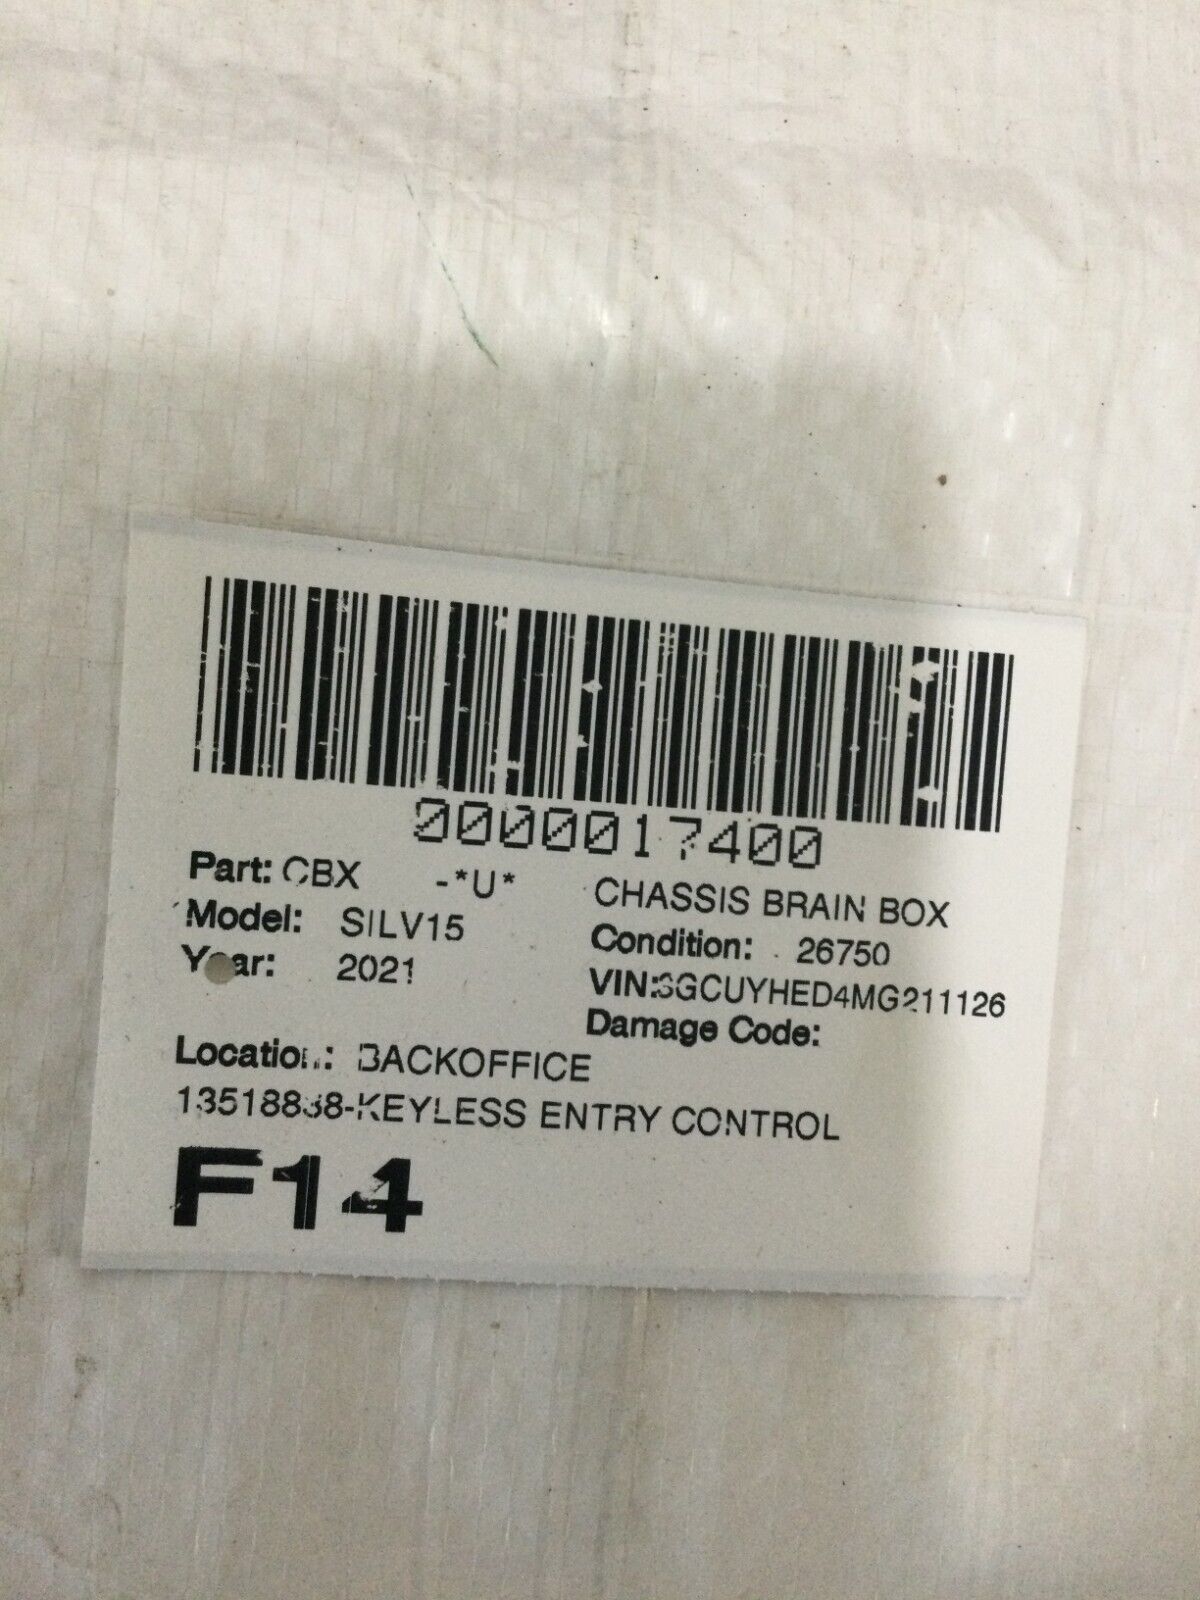 0000017400
Part: CBX -*U* CHASSIS BRAIN BOX
Model: SILV15 Condition: 26750
Year: 2021 VIN:3GCUYHED4MG211126
Damage Code:
Location: BACKOFFICE
KEYLESS ENTRY CONTROL
F14